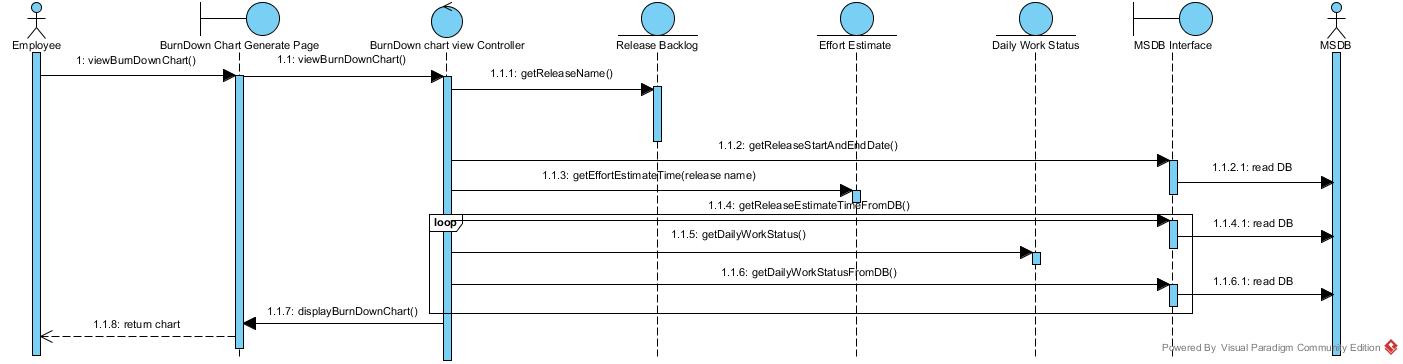 Employee
BurnDown Chart Generate Page
BurnDown chart view Controller
Release Backlog
Effort Estimate
Daily Work Status
MSDB Interface
MSDB
1: viewBurnDownChart()
1.1: viewBurnDownChart()
1.1.1: getReleaseName()
1.1.2: getReleaseStartAndEndDate()
1.1.2.1: read DB
1.1.3: getEffortEstimateTime(release name)
1.1.4: getReleaseEstimateTimeFromDB()
loop
1.1.4.1: read DB
1.1.5: getDailyWorkStatus()
1.1.6: getDailyWorkStatusFromDB()
1.1.6.1: read DB
1.1.7: displayBurnDownChart()
1.1.8: return chart
Powered By Visual Paradigm Community Edition